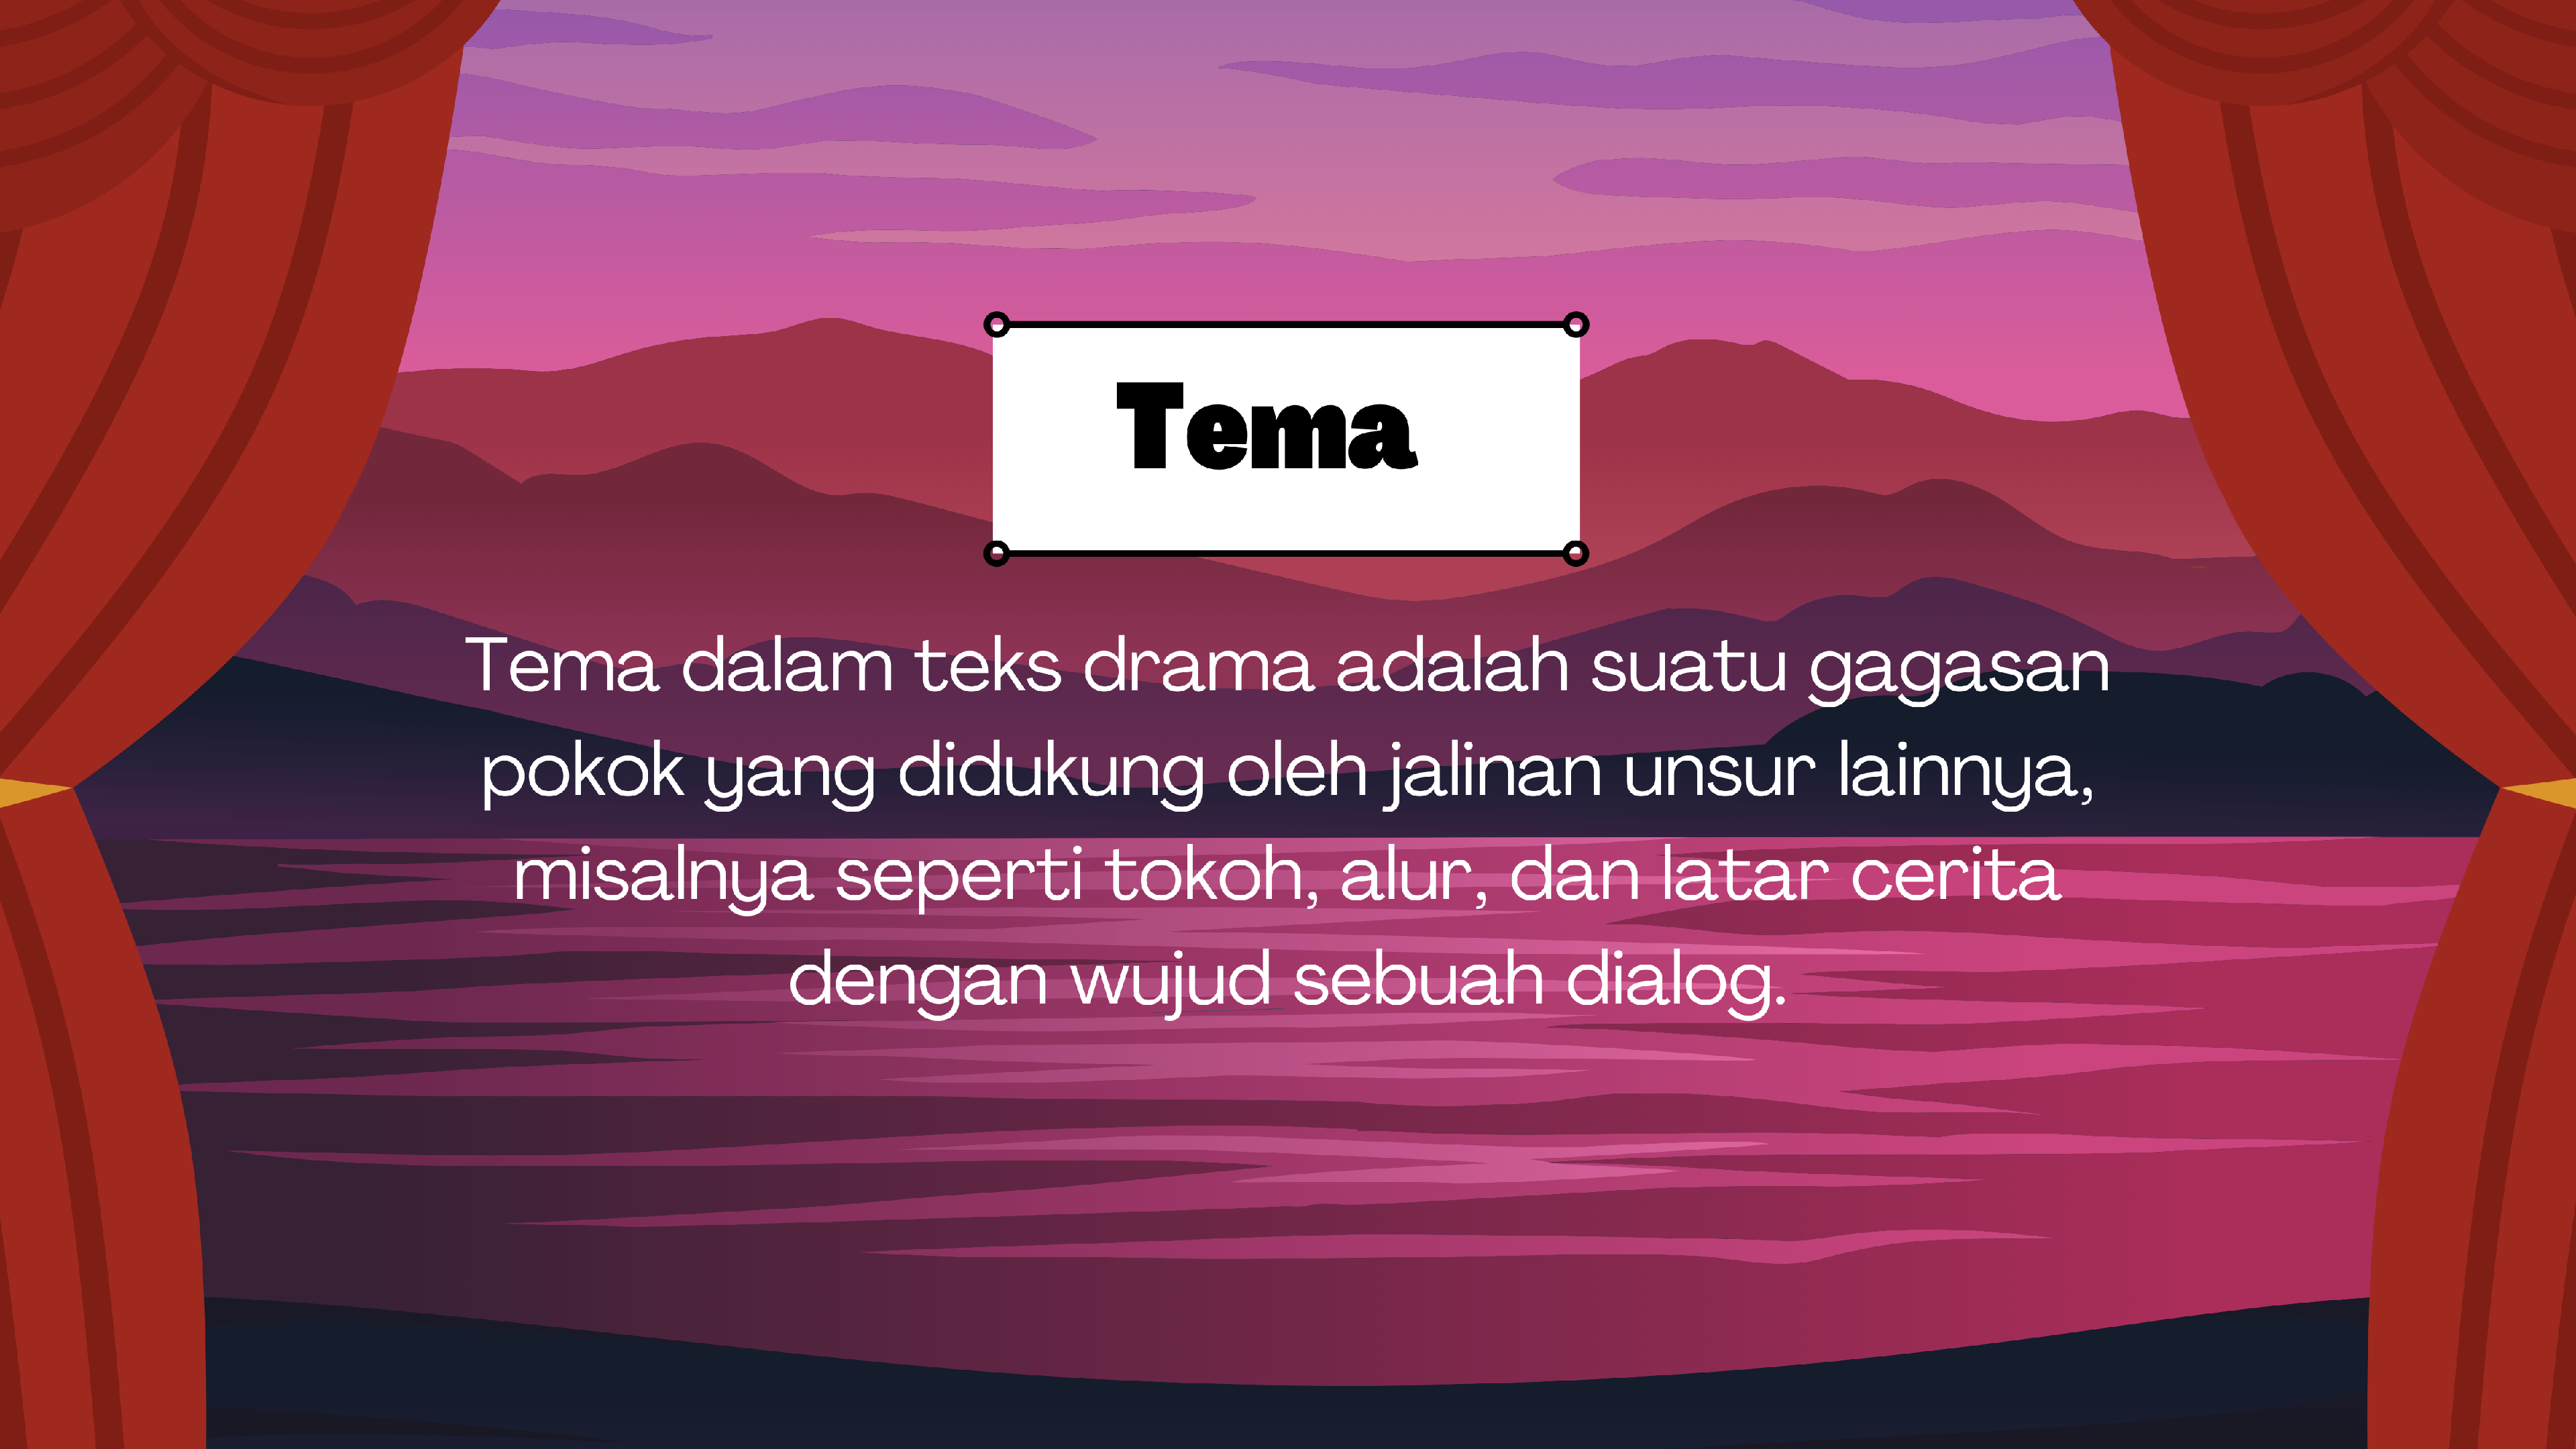 Tema
Tema dalam teks drama adalah suatu gagasan
pokok yang didukung oleh jalinan unsur lainnya,
misalnya seperti tokoh, alur, dan latar cerita
dengan wujud sebuah dialog.